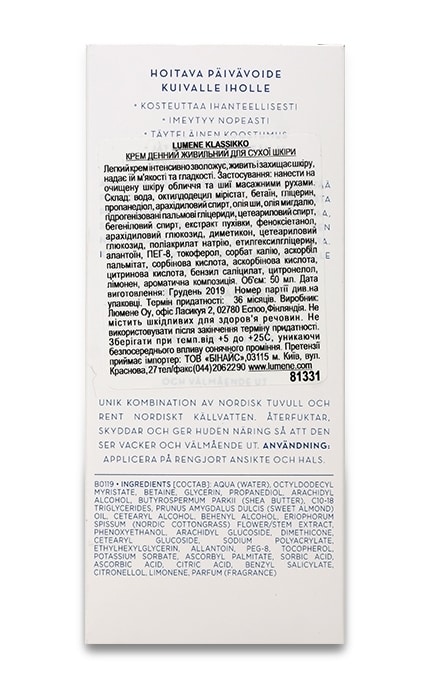 HOITAVA PÄIVÄVOIDE
KUIVALLE IHOLLE
• KOSTEUTTAA IHANTEELLISESTI
• IMEYTYY NOPEASTI
• TÄYTELÄINEN KOOSTUMUS
LUMENE KLASSIKKO
КРЕМ ДЕННИЙ ЖИВИЛЬНИЙ ДЛЯ СУХОЇ ШКІРИ
Легкий крем інтенсивно зволожує, живить і захищає шкіру,
надає їй м'якості та гладкості. Застосування: нанести на
очищену шкіру обличчя та шиї масажними рухами.
Склад: вода, октилдодецил мірістат, бетаїн, гліцерин,
пропанедіол, арахідиловий спирт, олія ши, олія мигдалю,
гідрогенізовані пальмові гліцериди, цетеариловий спирт,
бегеніловий спирт, екстракт пухівки, феноксіетанол,
арахідиловий глюкозид, диметикон, цетеариловий
глюкозид, поліакрилат натрію, етилгексилгліцерин,
алантоїн, ПЕГ-8, токоферол, сорбат калію, аскорбіл
пальмітат, сорбінова кислота, аскорбінова кислота,
цитринова кислота, бензил саліцилат, цитронелол,
лімонен, ароматична композиція. Об'єм: 50 мл. Дата
виготовлення: Грудень 2019 Номер партії див.на
упаковці. Термін придатності: 36 місяців. Виробник:
Люмене Оу, офіс Ласикуя 2, 02780 Еспоо,Фінляндія. Не
містить шкідливих для здоров'я речовин. Не
використовувати після закінчення терміну придатності.
Зберігати при темп.від +5 до +25С, уникаючи
безпосереднього впливу сонячного проміння. Претензії
приймає імпортер: ТОВ «БІНАЙС»,03115 м. Київ, вул.
Краснова,27 тел/факс(044)2062290 www.lumene.com
81331
OCH VÄLMÅENDE UT.
UNIK KOMBINATION AV NORDISK TUVULL OCH
RENT NORDISKT KÄLLVATTEN. ÅTERFUKTAR,
SKYDDAR OCH GER HUDEN NÄRING SÅ ATT DEN
SER VACKER OCH VÄLMÅENDE UT. ANVÄNDNING:
APPLICERA PÅ RENGJORT ANSIKTE OCH HALS.
B0119 • INGREDIENTS [СОСТАВ]: AQUA (WATER), OCTYLDODECYL
MYRISTATE, BETAINE, GLYCERIN, PROPANEDIOL, ARACHIDYL
ALCOHOL, BUTYROSPERMUM PARKII (SHEA BUTTER), C10-18
TRIGLYCERIDES, PRUNUS AMYGDALUS DULCIS (SWEET ALMOND)
OIL, CETEARYL ALCOHOL, BEHENYL ALCOHOL, ERIOPHORUM
SPISSUM (NORDIC COTTONGRASS) FLOWER/STEM EXTRACT,
PHENOXYETHANOL, ARACHIDYL GLUCOSIDE, DIMETHICONE,
CETEARYL GLUCOSIDE, SODIUM POLYACRYLATE,
ETHYLHEXYLGLYCERIN, ALLANTOIN, PEG-8, TOCOPHEROL,
POTASSIUM SORBATE, ASCORBYL PALMITATE, SORBIC ACID,
ASCORBIC ACID, CITRIC ACID, BENZYL SALICYLATE,
CITRONELLOL, LIMONENE, PARFUM (FRAGRANCE)